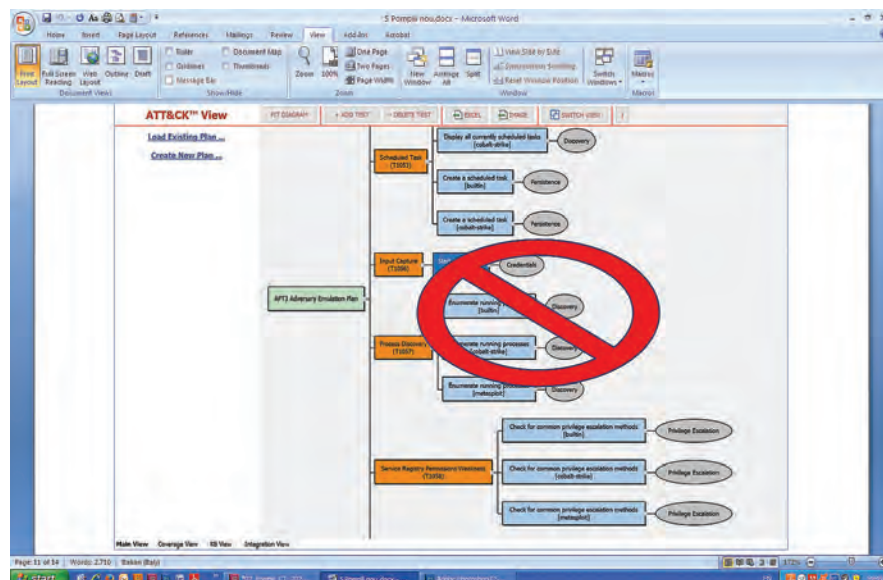 S Pompili nou.docx - Microsoft Word
Home Insert Page Layout References Mailings Review View Add-Ins Acrobat
Ruler Document Map One Page View Side by Side
Gridlines Thumbnails Two Pages Synchronous Scrolling
Message Bar Page Width Reset Window Position
Print Layout Full Screen Reading Web Layout Outline Draft Zoom 100% New Window Arrange All Split Switch Windows Macros
Document Views Show/Hide Zoom Window Macros
ATT&CK™ View
FIT DIAGRAM + ADD TEST - DELETE TEST EXCEL IMAGE SWITCH VIEW
Load Existing Plan ...
Create New Plan ...
Display all currently scheduled tasks
[cobalt-strike]
Discovery
Scheduled Task
(T1053)
Create a scheduled task
[builtin]
Persistence
Create a scheduled task
[cobalt-strike]
Persistence
Input Capture
(T1056)
Credentials
APT3 Adversary Emulation Plan
Enumerate running
[builtin]
Discovery
Process Discovery
(T1057)
Enumerate running processes
[cobalt-strike]
Discovery
Enumerate running processes
[metasploit]
Discovery
Check for common privilege escalation methods
[builtin]
Privilege Escalation
Service Registry Permissions Weakness
(T1058)
Check for common privilege escalation methods
[cobalt-strike]
Privilege Escalation
Check for common privilege escalation methods
[metasploit]
Privilege Escalation
Main View Coverage View KB View Integration View
Page: 11 of 14 Words: 2,710 Italian (Italy) 172%
start